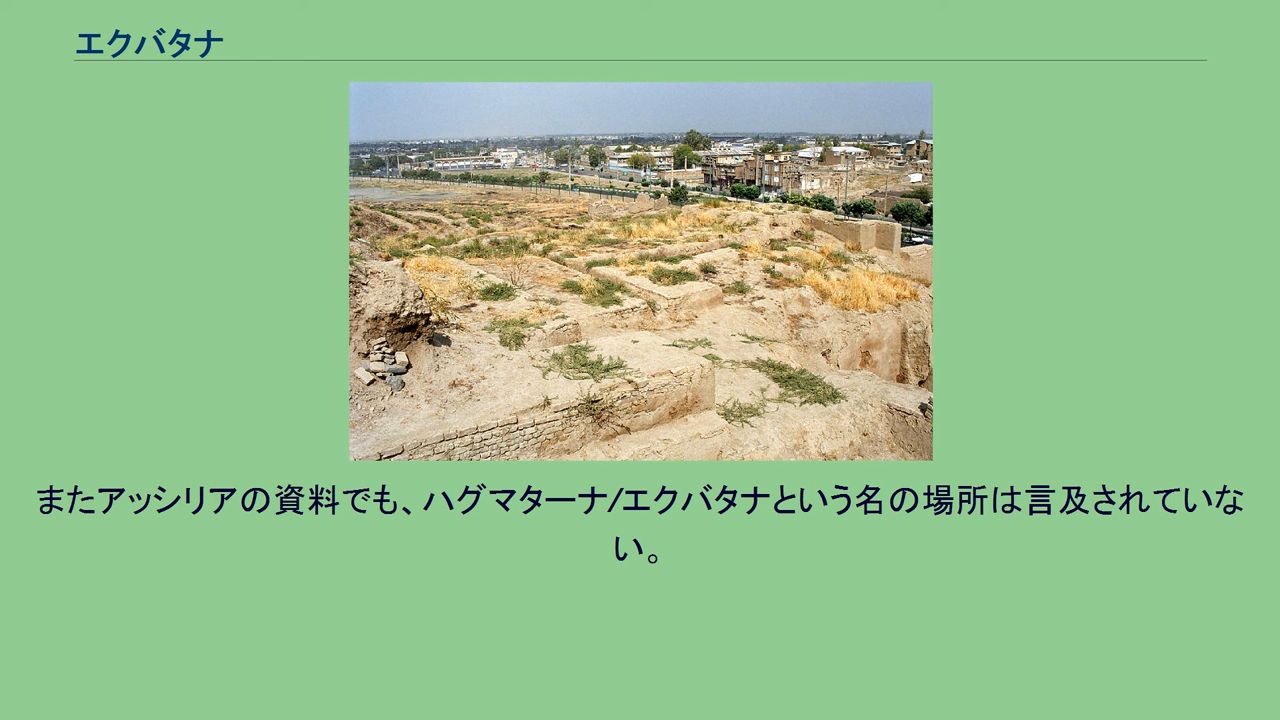 エクバタナ
またアッシリアの資料でも、ハグマターナ/エクバタナという名の場所は言及されていな
い。